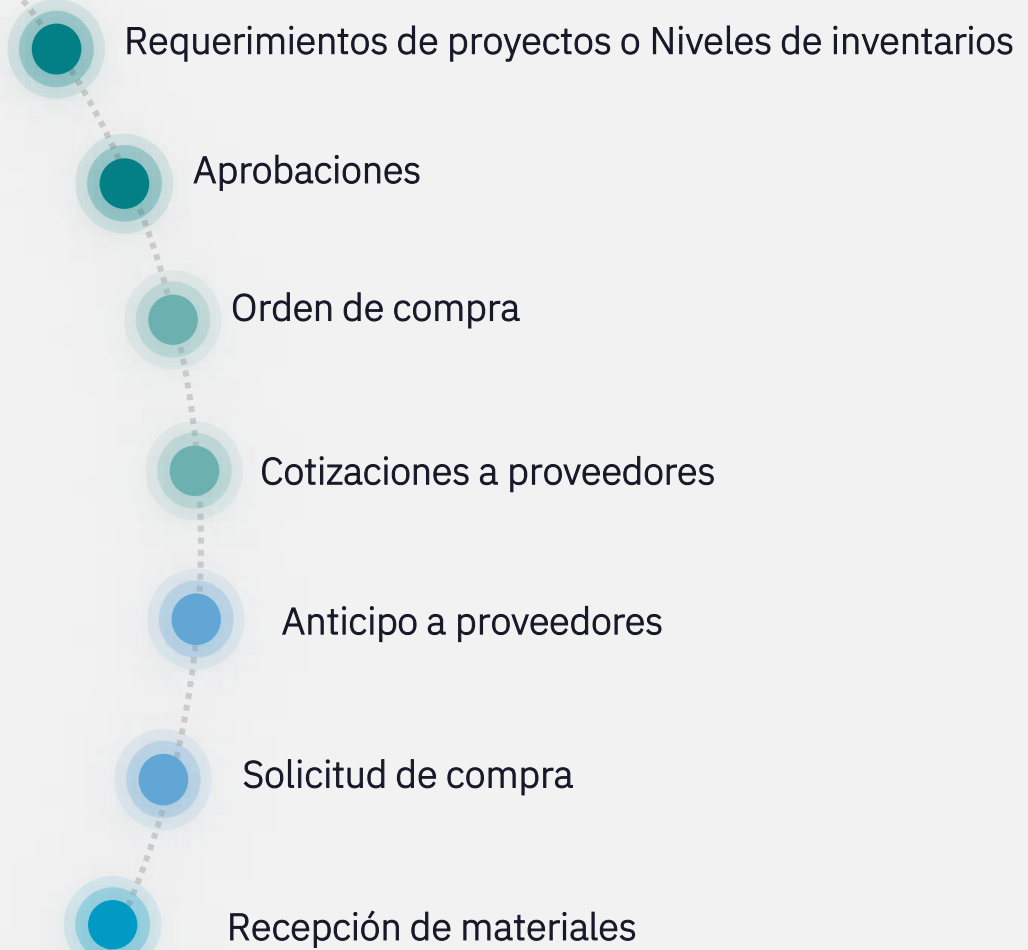 Requerimientos de proyectos o Niveles de inventarios
Aprobaciones
Orden de compra
Cotizaciones a proveedores
Anticipo a proveedores
Solicitud de compra
Recepción de materiales